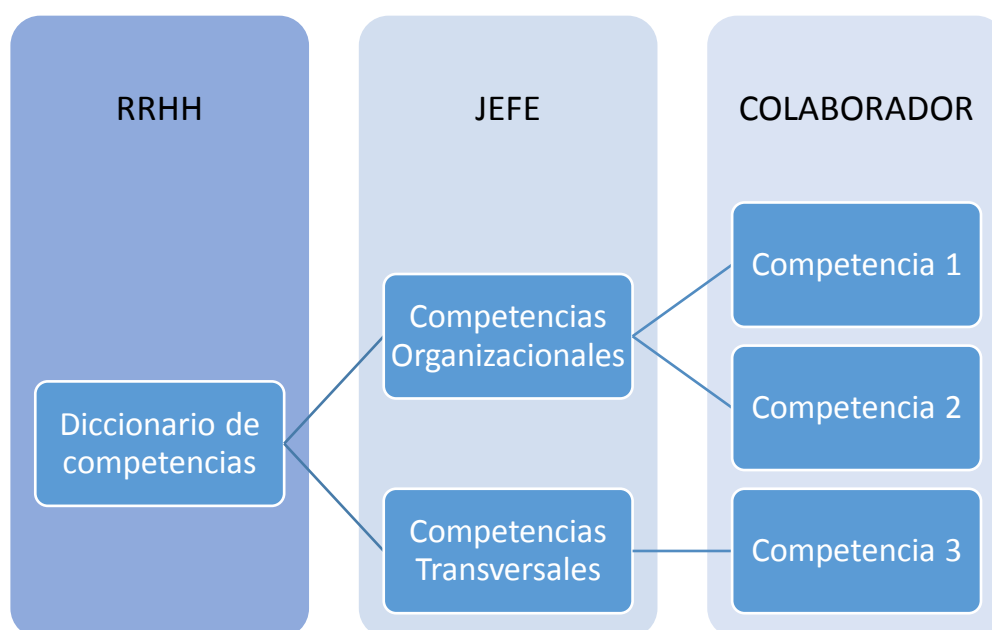 RRHH
JEFE
COLABORADOR
Diccionario de
competencias
Competencias
Organizacionales
Competencias
Transversales
Competencia 1
Competencia 2
Competencia 3